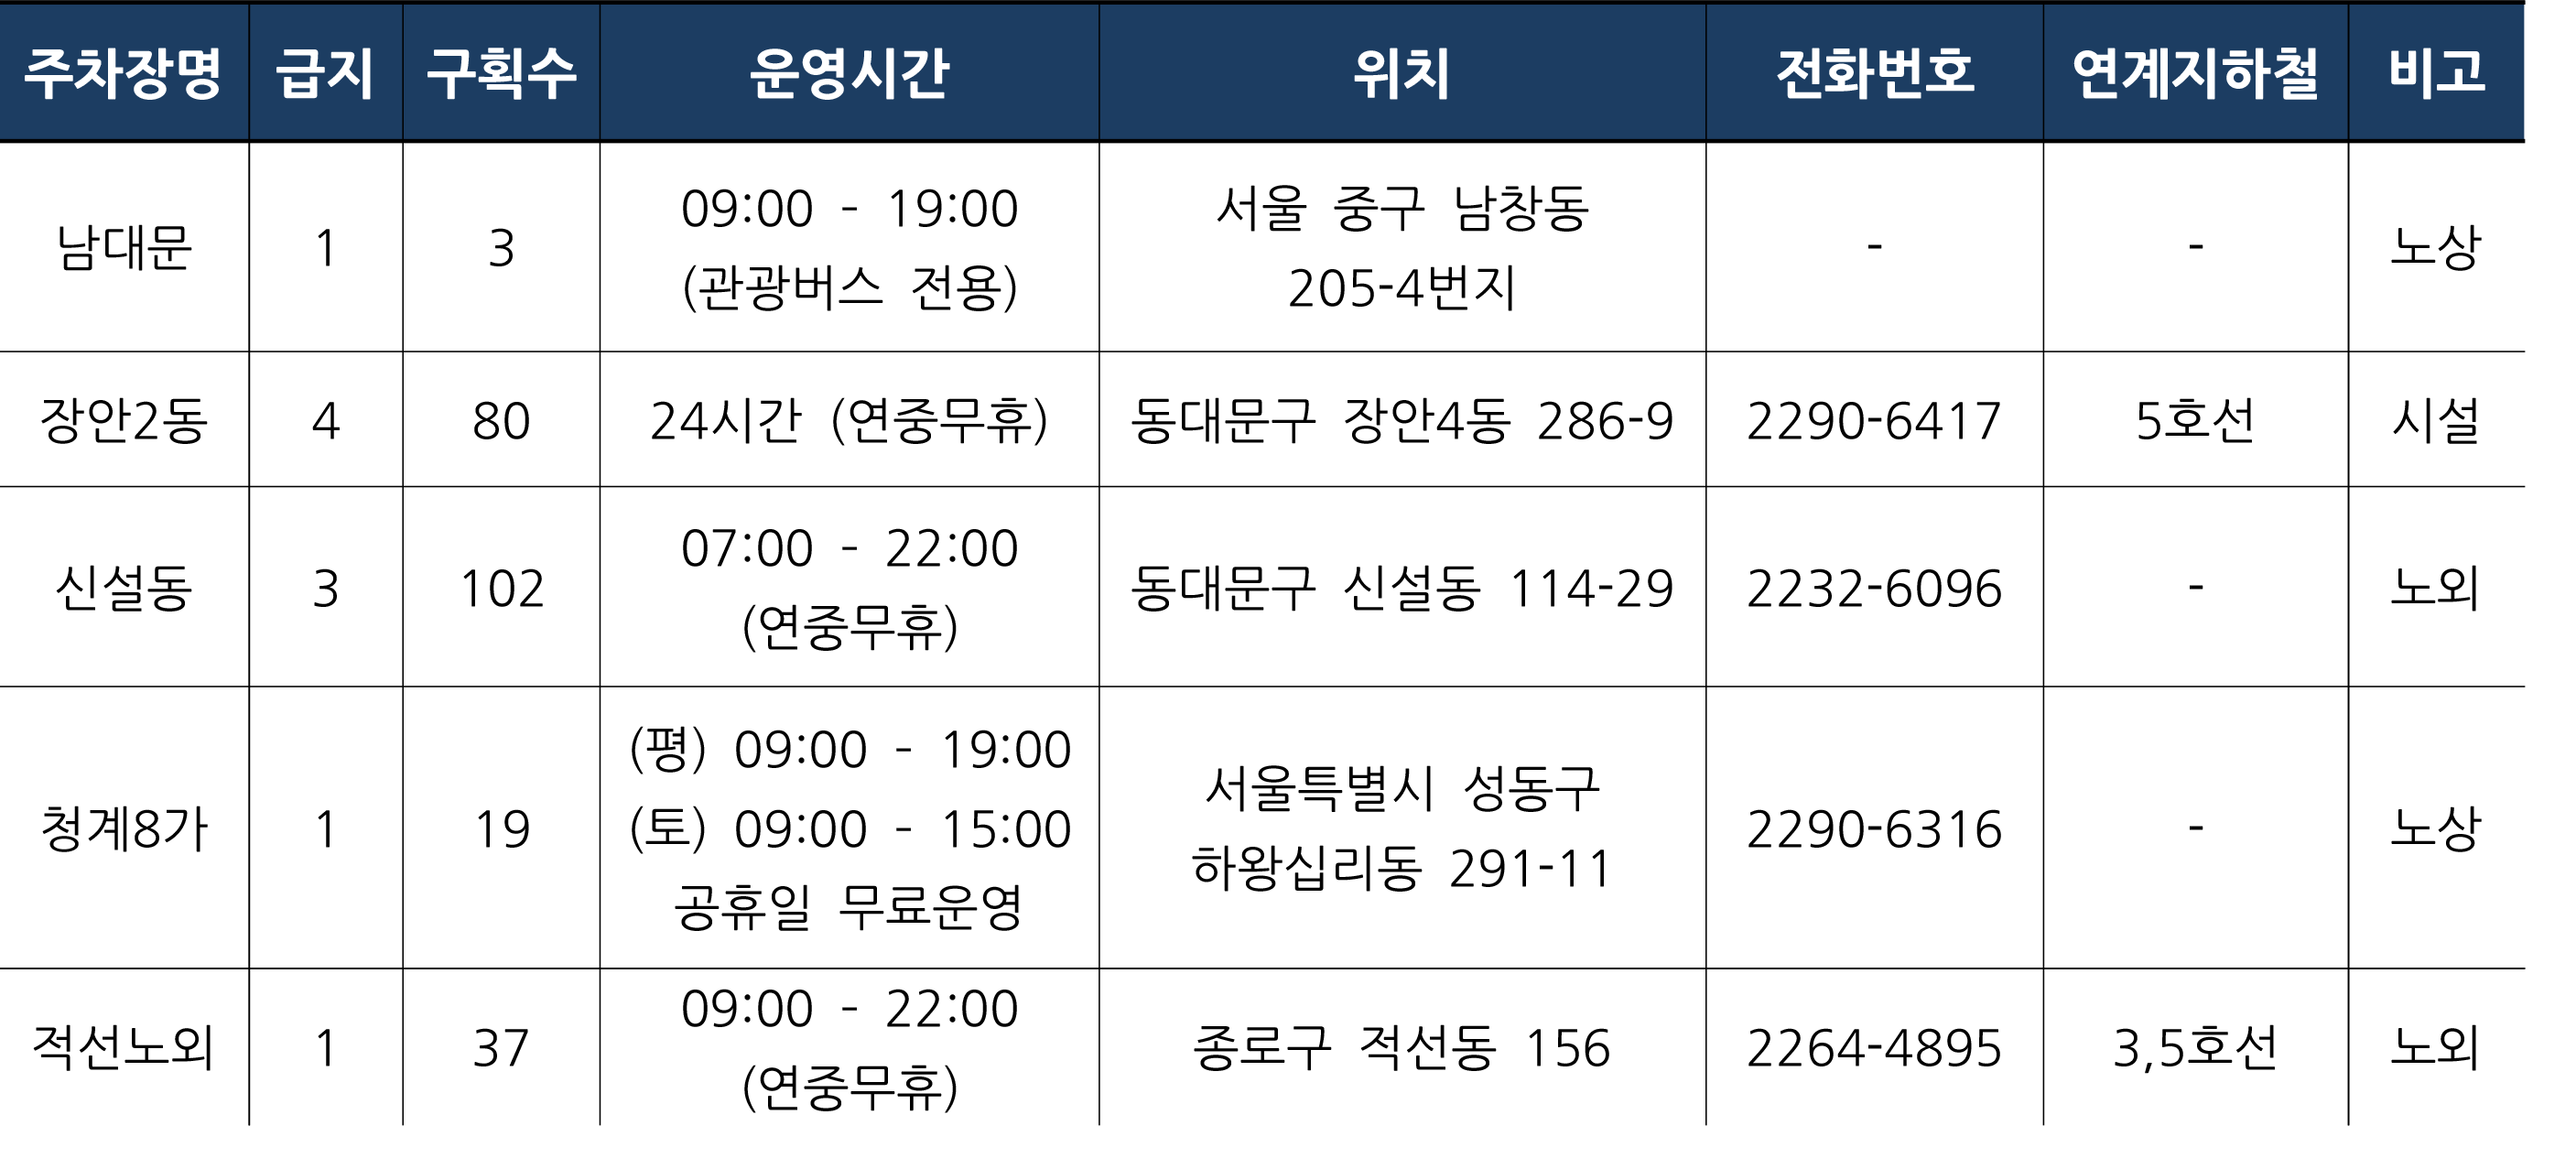 주차장명 급지 구획수 운영시간 위치 전화번호 연계지하철 비고
남대문 1 3 09:00 - 19:00 (관광버스 전용) 서울 중구 남창동 205-4번지 - - 노상
장안2동 4 80 24시간 (연중무휴) 동대문구 장안4동 286-9 2290-6417 5호선 시설
신설동 3 102 07:00 - 22:00 (연중무휴) 동대문구 신설동 114-29 2232-6096 - 노외
청계8가 1 19 (평) 09:00 - 19:00 (토) 09:00 - 15:00 공휴일 무료운영 서울특별시 성동구 하왕십리동 291-11 2290-6316 - 노상
적선노외 1 37 09:00 - 22:00 (연중무휴) 종로구 적선동 156 2264-4895 3,5호선 노외